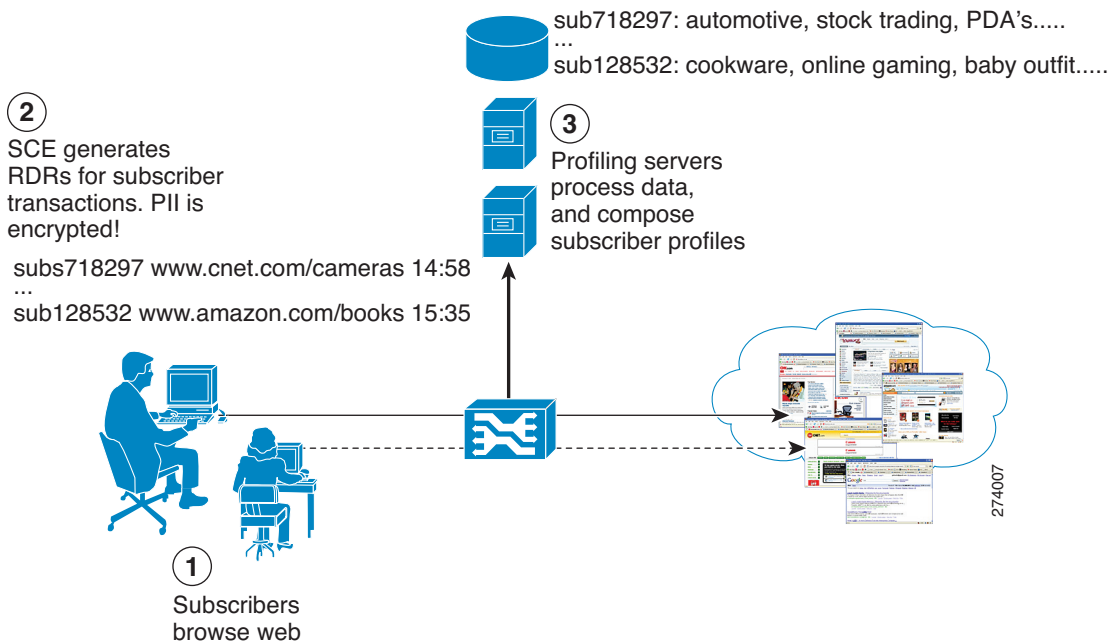 sub718297: automotive, stock trading, PDA's.....
...
sub128532: cookware, online gaming, baby outfit.....
2
SCE generates
RDRs for subscriber
transactions. PII is
encrypted!
subs718297 www.cnet.com/cameras 14:58
...
sub128532 www.amazon.com/books 15:35
3
Profiling servers
process data,
and compose
subscriber profiles
YAHOO!
Google
274007
1
Subscribers
browse web